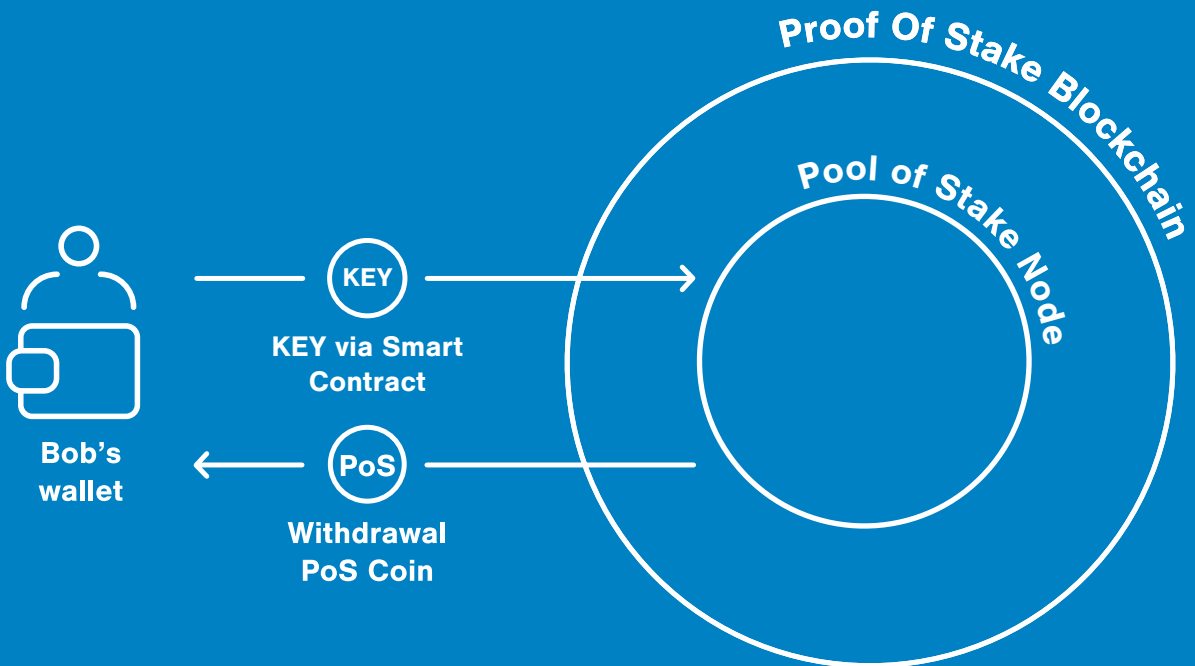 Proof Of Stake Blockchain
Pool of Stake Node
KEY
KEY via Smart
Contract
Bob’s
wallet
PoS
Withdrawal
PoS Coin